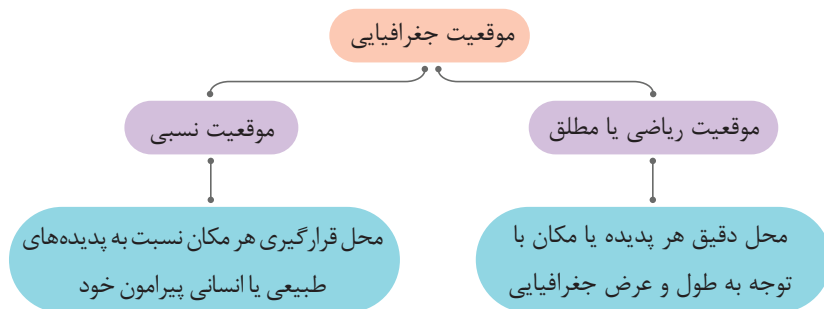 موقعیت جغرافیایی
موقعیت ریاضی یا مطلق
موقعیت نسبی
محل دقیق هر پدیده یا مکان با
توجه به طول و عرض جغرافیایی
محل قرارگیری هر مکان نسبت به پدیده‌های
طبیعی یا انسانی پیرامون خود